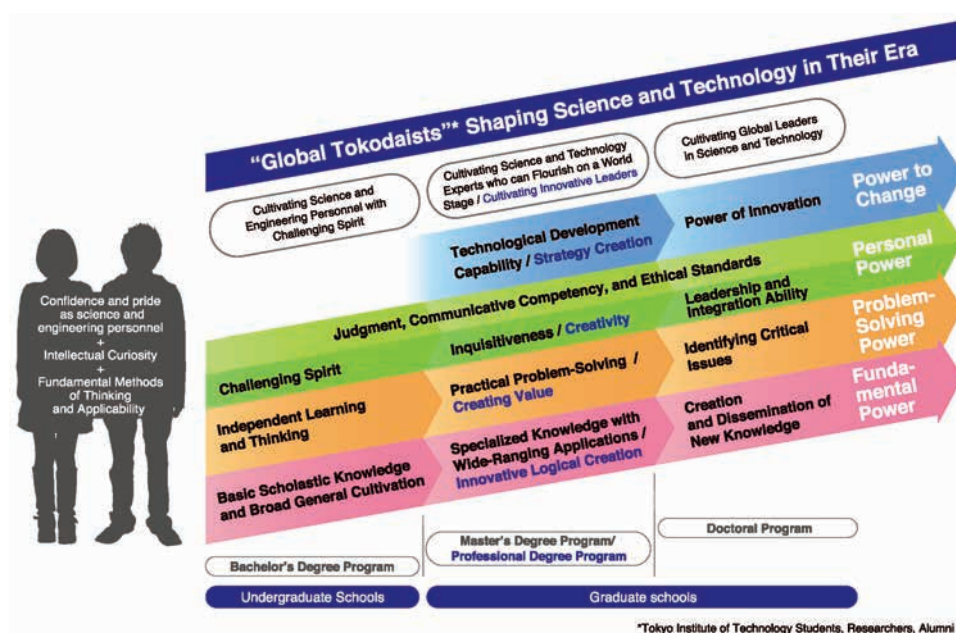 "Global Tokodaists"* Shaping Science and Technology in Their Era
Cultivating Science and
Engineering Personnel with
Challenging Spirit
Cultivating Science and Technology
Experts who can Flourish on a World
Stage / Cultivating Innovative Leaders
Cultivating Global Leaders
in Science and Technology
Technological Development
Capability / Strategy Creation
Power of Innovation
Power to
Change
Judgment, Communicative Competency, and Ethical Standards
Personal
Power
Challenging Spirit
Inquisitiveness / Creativity
Leadership and
Integration Ability
Independent Learning
and Thinking
Practical Problem-Solving /
Creating Value
Identifying Critical
Issues
Problem-
Solving
Power
Basic Scholastic Knowledge
and Broad General Cultivation
Specialized Knowledge with
Wide-Ranging Applications /
Innovative Logical Creation
Creation
and Dissemination of
New Knowledge
Funda-
mental
Power
Confidence and pride
as science and
engineering personnel
+
Intellectual Curiosity
+
Fundamental Methods
of Thinking
and Applicability
Bachelor's Degree Program
Master's Degree Program/
Professional Degree Program
Doctoral Program
Undergraduate Schools
Graduate schools
*Tokyo Institute of Technology Students, Researchers, Alumni